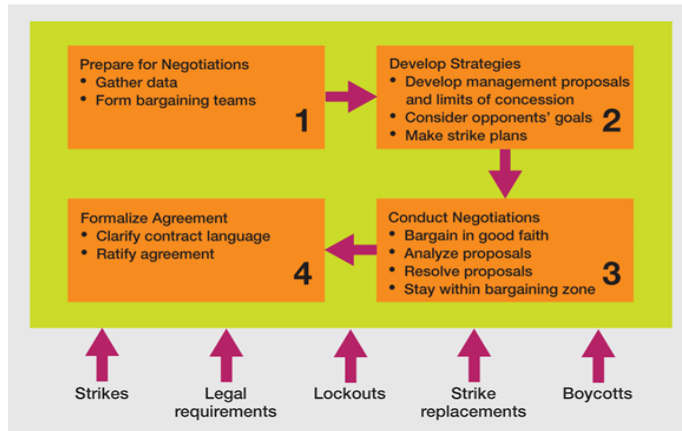 Prepare for Negotiations
• Gather data
• Form bargaining teams
1
Develop Strategies
• Develop management proposals
and limits of concession
• Consider opponents' goals
• Make strike plans
2
Conduct Negotiations
• Bargain in good faith
• Analyze proposals
• Resolve proposals
• Stay within bargaining zone
3
Formalize Agreement
• Clarify contract language
• Ratify agreement
4
Strikes
Legal
requirements
Lockouts
Strike
replacements
Boycotts